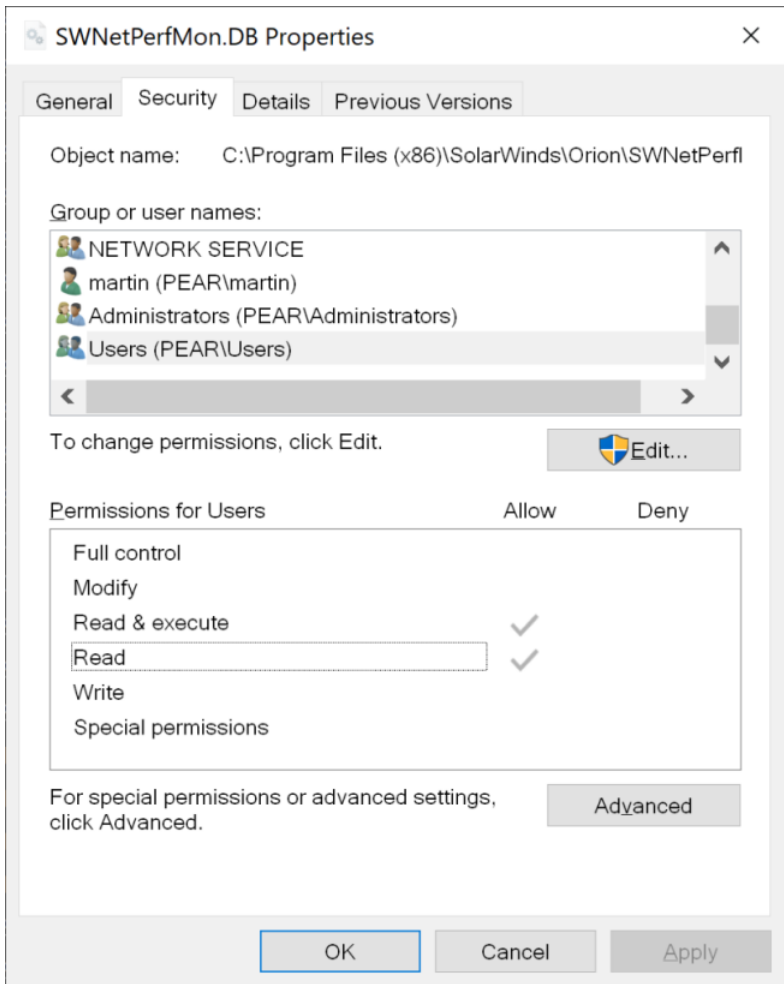 SWNetPerfMon.DB Properties
General Security Details Previous Versions
Object name: C:\Program Files (x86)\SolarWinds\Orion\SWNetPerfI
Group or user names:
NETWORK SERVICE
martin (PEAR\martin)
Administrators (PEAR\Administrators)
Users (PEAR\Users)
To change permissions, click Edit.
Edit...
Permissions for Users Allow Deny
Full control
Modify
Read & execute
Read
Write
Special permissions
For special permissions or advanced settings,
click Advanced.
Advanced
OK Cancel Apply